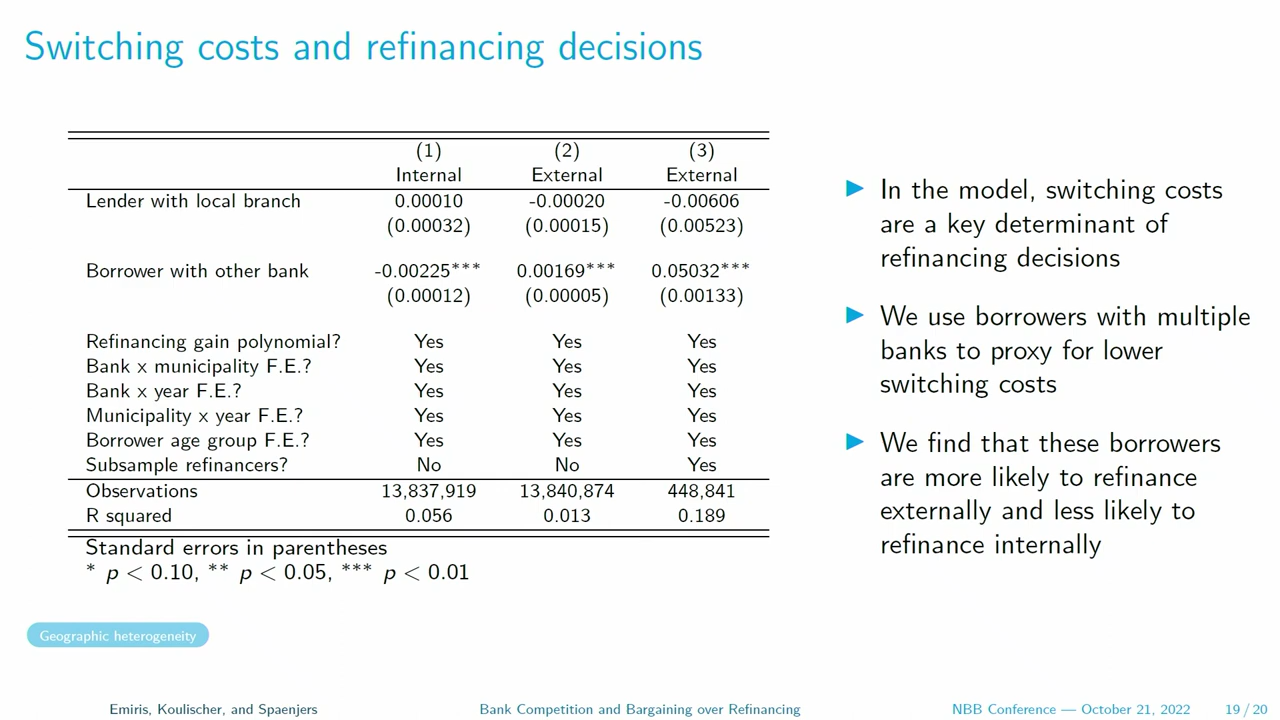 Switching costs and refinancing decisions
(1) (2) (3)
Internal External External
Lender with local branch 0.00010 -0.00020 -0.00606
(0.00032) (0.00015) (0.00523)
Borrower with other bank -0.00225*** 0.00169*** 0.05032***
(0.00012) (0.00005) (0.00133)
Refinancing gain polynomial? Yes Yes Yes
Bank x municipality F.E.? Yes Yes Yes
Bank x year F.E.? Yes Yes Yes
Municipality x year F.E.? Yes Yes Yes
Borrower age group F.E.? Yes Yes Yes
Subsample refinancers? No No Yes
Observations 13,837,919 13,840,874 448,841
R squared 0.056 0.013 0.189
Standard errors in parentheses
* p < 0.10, ** p < 0.05, *** p < 0.01
▶ In the model, switching costs
are a key determinant of
refinancing decisions
▶ We use borrowers with multiple
banks to proxy for lower
switching costs
▶ We find that these borrowers
are more likely to refinance
externally and less likely to
refinance internally
Geographic heterogeneity
Emiris, Koulischer, and Spaenjers Bank Competition and Bargaining over Refinancing NBB Conference — October 21, 2022 19 / 20